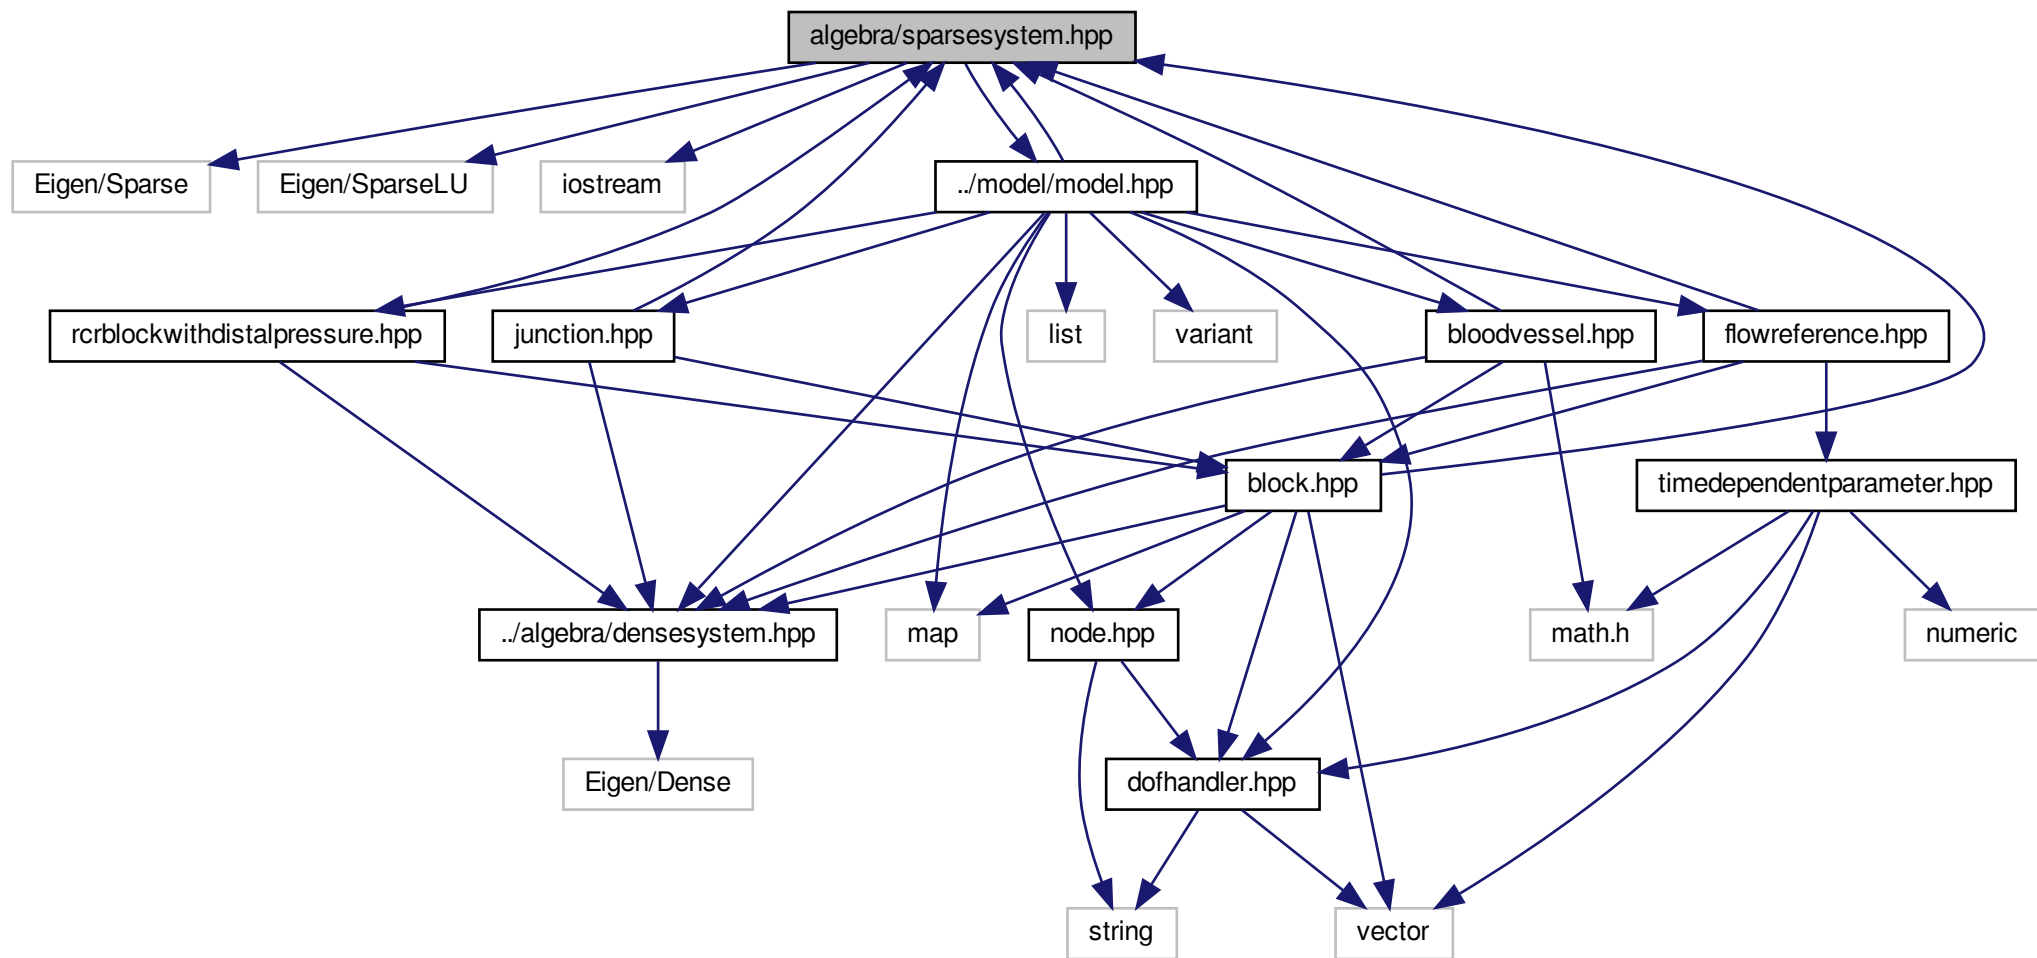 algebra/sparsesystem.hpp
Eigen/Sparse
Eigen/SparseLU
iostream
../model/model.hpp
rcrblockwithdistalpressure.hpp
junction.hpp
list
variant
bloodvessel.hpp
flowreference.hpp
block.hpp
timedependentparameter.hpp
../algebra/densesystem.hpp
map
node.hpp
math.h
numeric
Eigen/Dense
dofhandler.hpp
string
vector